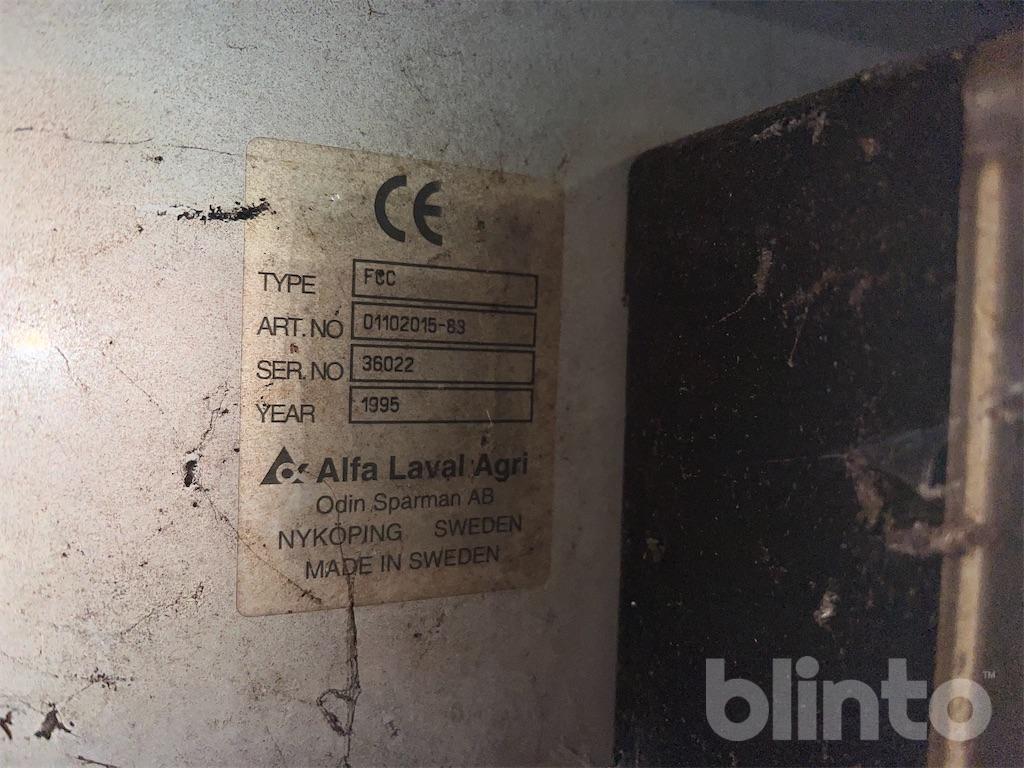 CE
TYPE FCC
ART. NO 01102015-83
SER. NO 36022
YEAR 1995
Alfa Laval Agri
Odin Sparman AB
NYKÖPING SWEDEN
MADE IN SWEDEN
blinto™